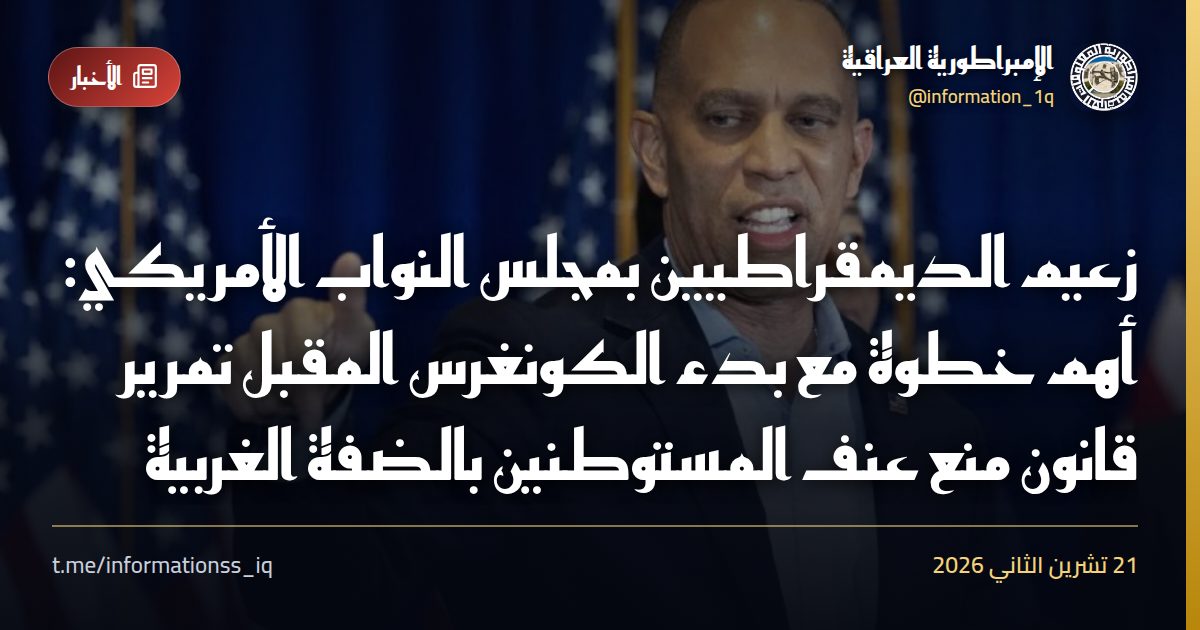 الإمبراطورية العراقية
@information_1q
الأخبار
زعيم الديمقراطيين بمجلس النواب الأمريكي:
أهم خطوة مع بدء الكونغرس المقبل تمرير
قانون منع عنف المستوطنين بالضفة الغربية
21 تشرين الثاني 2026
t.me/informationss_iq